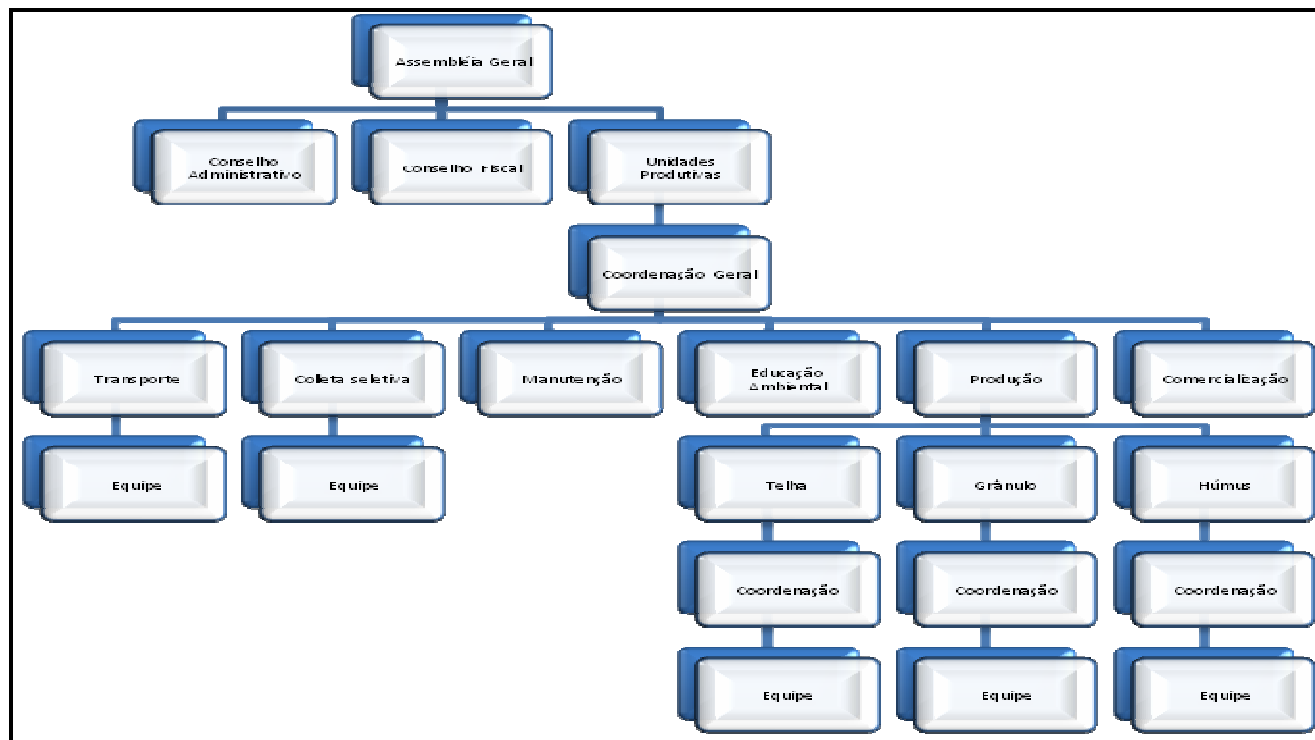 Assembléia Geral
Conselho
Administrativo
Conselho Fiscal
Unidades
Produtivas
Coordenação Geral
Transporte
Colleta seletiva
Manutenção
Educação
Ambiental
Produção
Comercialização
Equipe
Equipe
Telha
Grânulo
Húmus
Coordenação
Coordenação
Coordenação
Equipe
Equipe
Equipe